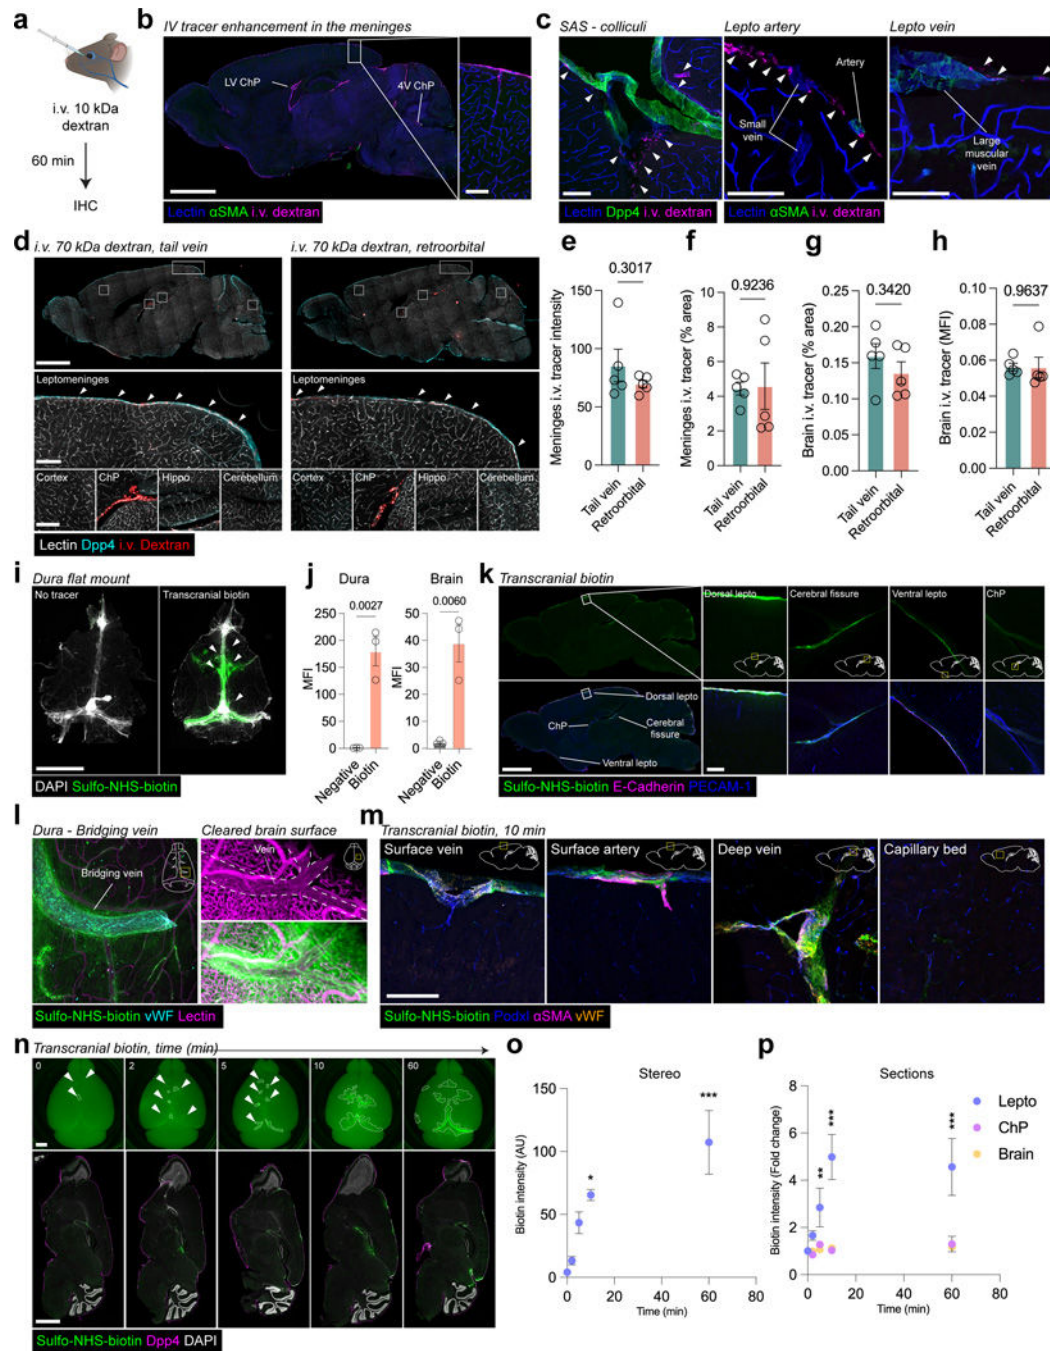 a
i.v. 10 kDa
dextran
60 min
IHC
b
IV tracer enhancement in the meninges
LV ChP
4V ChP
Lectin αSMA i.v. dextran
c
SAS - colliculi
Lepto artery
Lepto vein
Artery
Small
vein
Large
muscular
vein
Lectin Dpp4 i.v. dextran
Lectin αSMA i.v. dextran
d
i.v. 70 kDa dextran, tail vein
i.v. 70 kDa dextran, retroorbital
Leptomeninges
Leptomeninges
Cortex
ChP
Hippo
Cerebellum
Cortex
ChP
Hippo
Cerebellum
Lectin Dpp4 i.v. Dextran
e
0.3017
Meninges i.v. tracer intensity
150
100
50
0
Tail vein
Retroorbital
f
0.9236
Meninges i.v. tracer (% area)
10
8
6
4
2
0
Tail vein
Retroorbital
g
0.3420
Brain i.v. tracer (% area)
0.25
0.20
0.15
0.10
0.05
0.00
Tail vein
Retroorbital
h
0.9637
Brain i.v. tracer (MFI)
0.10
0.08
0.06
0.04
0.02
0.00
Tail vein
Retroorbital
i
Dura flat mount
No tracer
Transcranial biotin
DAPI Sulfo-NHS-biotin
j
Dura
0.0027
MFI
250
200
150
100
50
0
Negative
Biotin
Brain
0.0060
MFI
50
40
30
20
10
0
Negative
Biotin
k
Transcranial biotin
Dorsal lepto
Cerebral fissure
Ventral lepto
ChP
Dorsal lepto
ChP
Cerebral
fissure
Ventral lepto
Sulfo-NHS-biotin E-Cadherin PECAM-1
l
Dura - Bridging vein
Cleared brain surface
Bridging vein
Vein
Sulfo-NHS-biotin vWF Lectin
m
Transcranial biotin, 10 min
Surface vein
Surface artery
Deep vein
Capillary bed
Sulfo-NHS-biotin Podxl αSMA vWF
n
Transcranial biotin, time (min)
0
2
5
10
60
Sulfo-NHS-biotin Dpp4 DAPI
o
Stereo
Biotin intensity (AU)
150
100
50
0
*
***
0
20
40
60
80
Time (min)
p
Sections
Biotin intensity (Fold change)
8
6
4
2
0
**
***
***
0
20
40
60
80
Time (min)
Lepto
ChP
Brain